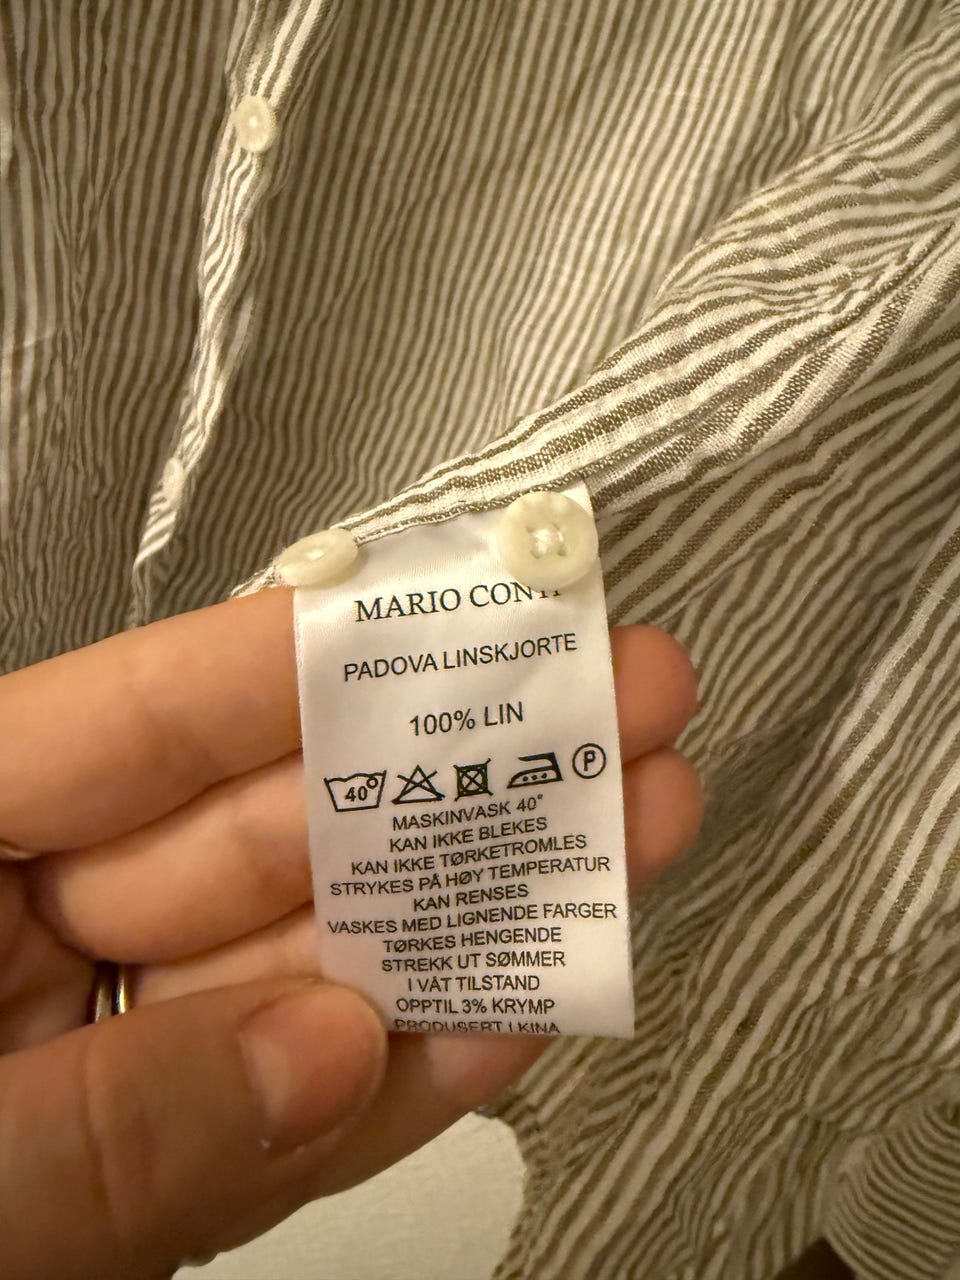 MARIO CONTI
PADOVA LINSKJORTE
100% LIN
40° P
MASKINVASK 40°
KAN IKKE BLEKES
KAN IKKE TØRKETROMLES
STRYKES PÅ HØY TEMPERATUR
KAN RENSES
VASKES MED LIGNENDE FARGER
TØRKES HENGENDE
STREKK UT SØMMER
I VÅT TILSTAND
OPPTIL 3% KRYMP
PRODUSERT I KINA